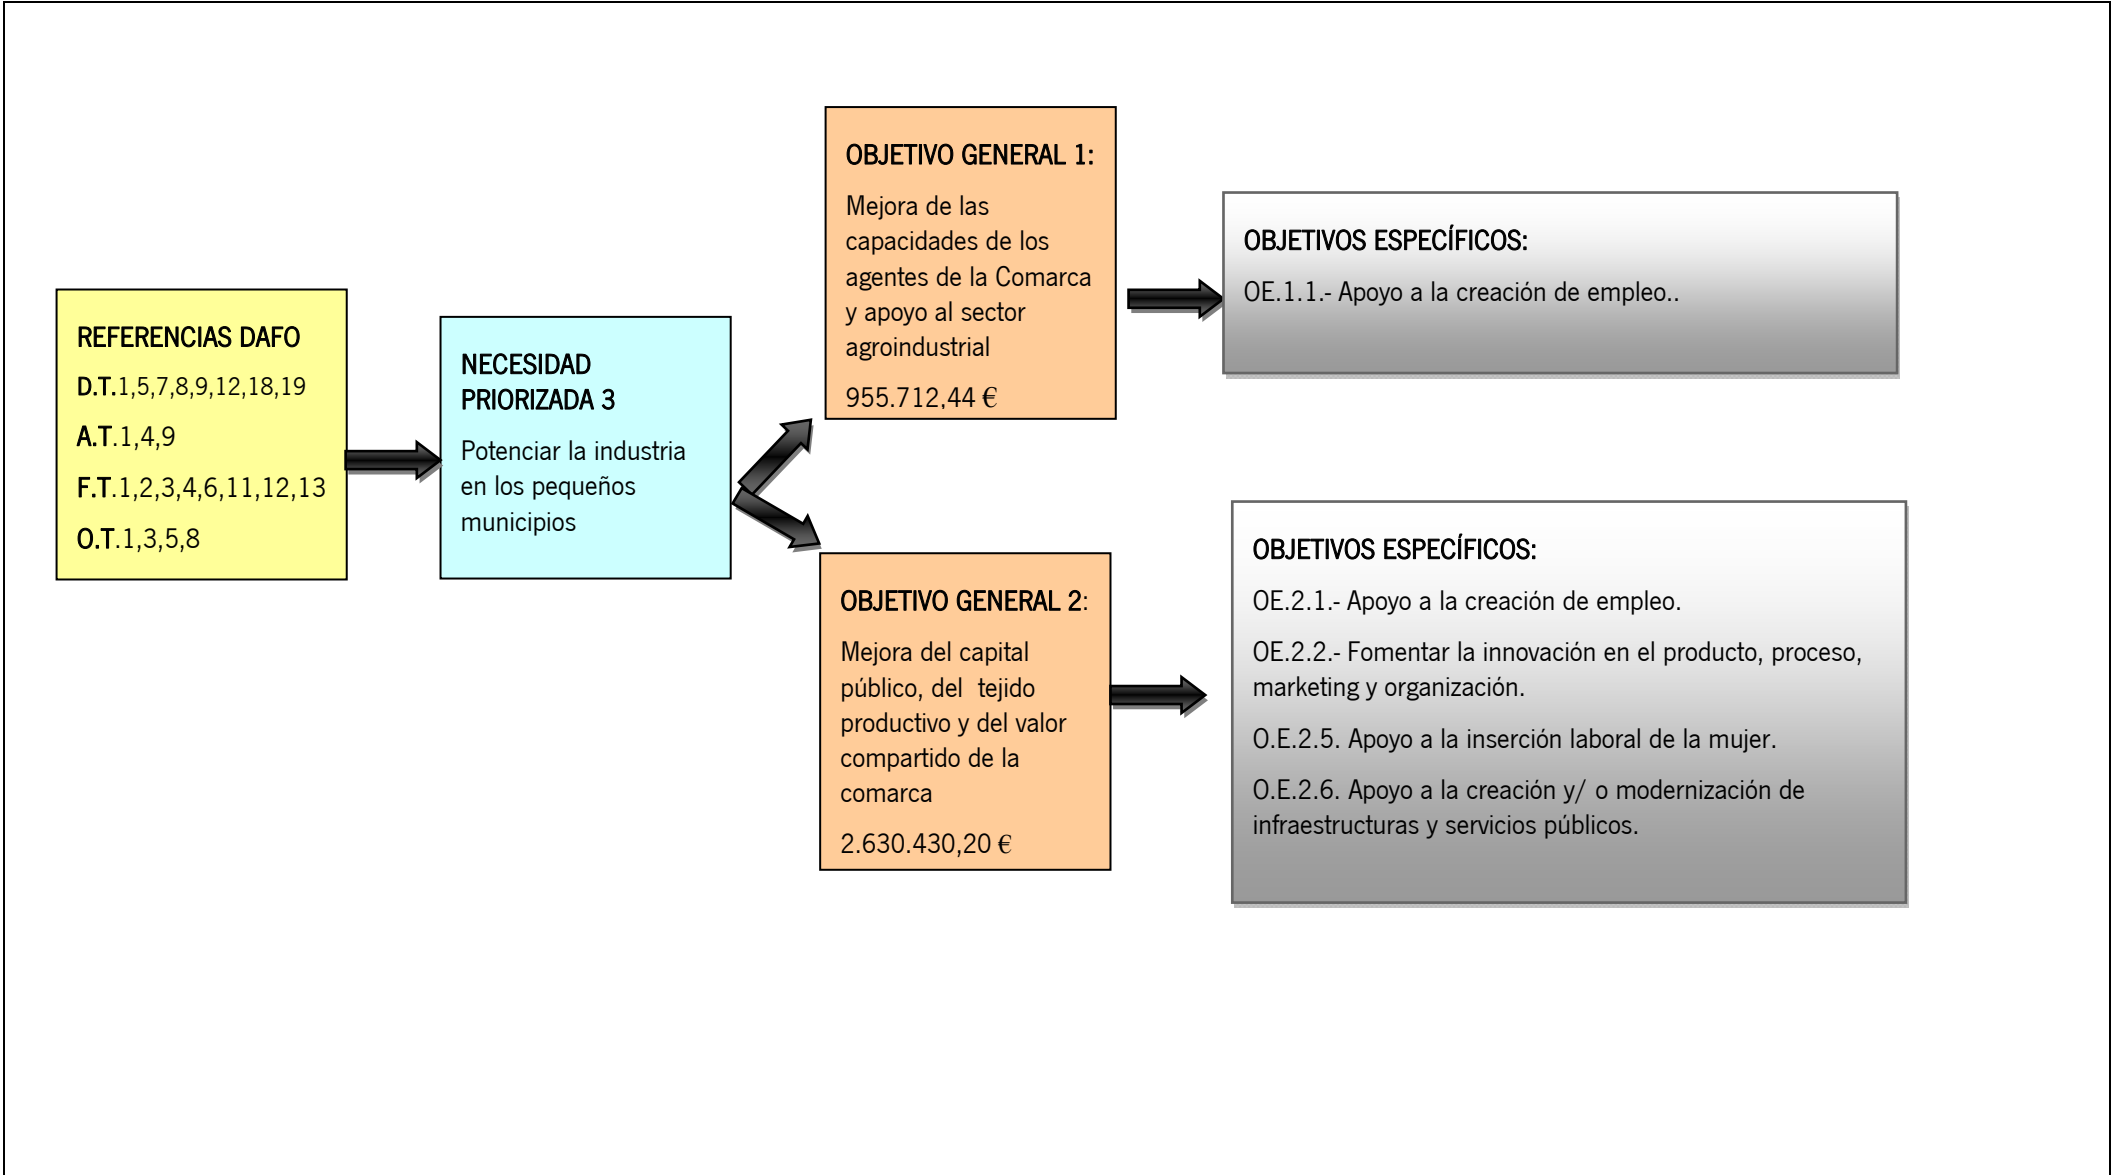 REFERENCIAS DAFO
D.T.1,5,7,8,9,12,18,19
A.T.1,4,9
F.T.1,2,3,4,6,11,12,13
O.T.1,3,5,8
NECESIDAD
PRIORIZADA 3
Potenciar la industria
en los pequeños
municipios
OBJETIVO GENERAL 1:
Mejora de las
capacidades de los
agentes de la Comarca
y apoyo al sector
agroindustrial
955.712,44 €
OBJETIVOS ESPECÍFICOS:
OE.1.1.- Apoyo a la creación de empleo..
OBJETIVO GENERAL 2:
Mejora del capital
público, del  tejido
productivo y del valor
compartido de la
comarca
2.630.430,20 €
OBJETIVOS ESPECÍFICOS:
OE.2.1.- Apoyo a la creación de empleo.
OE.2.2.- Fomentar la innovación en el producto, proceso,
marketing y organización.
O.E.2.5. Apoyo a la inserción laboral de la mujer.
O.E.2.6. Apoyo a la creación y/ o modernización de
infraestructuras y servicios públicos.